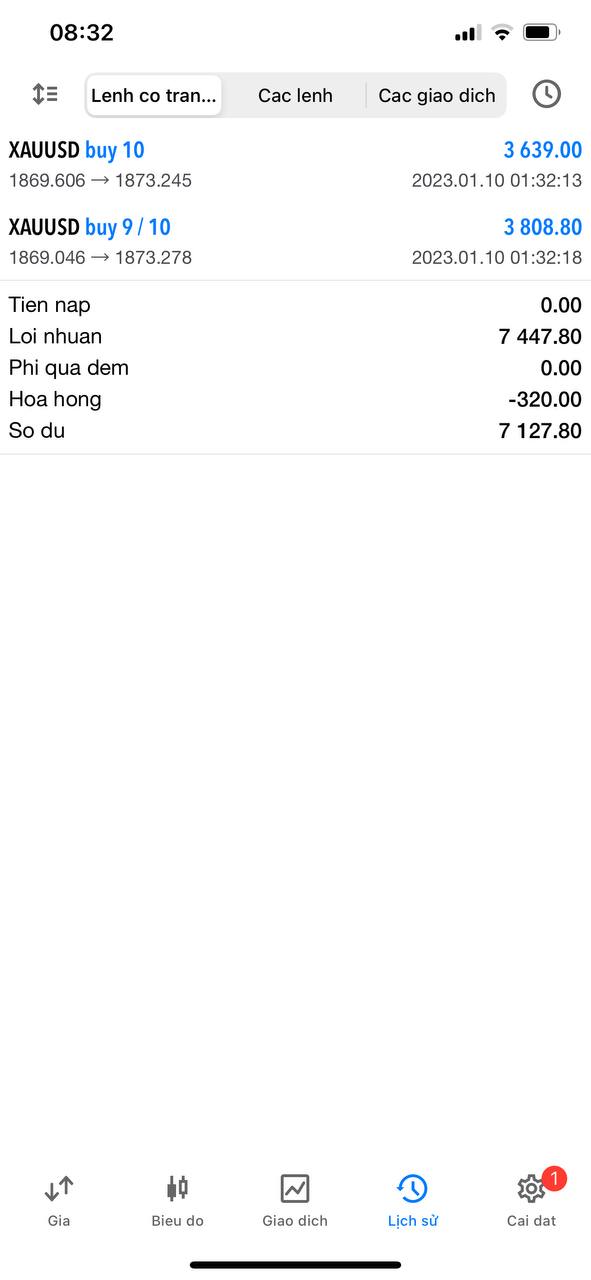 08:32
Lenh co tran... Cac lenh Cac giao dich
XAUUSD buy 10 3 639.00
1869.606 → 1873.245 2023.01.10 01:32:13
XAUUSD buy 9 / 10 3 808.80
1869.046 → 1873.278 2023.01.10 01:32:18
Tien nap 0.00
Loi nhuan 7 447.80
Phi qua dem 0.00
Hoa hong -320.00
So du 7 127.80
1
Gia Bieu do Giao dich Lịch sử Cai dat